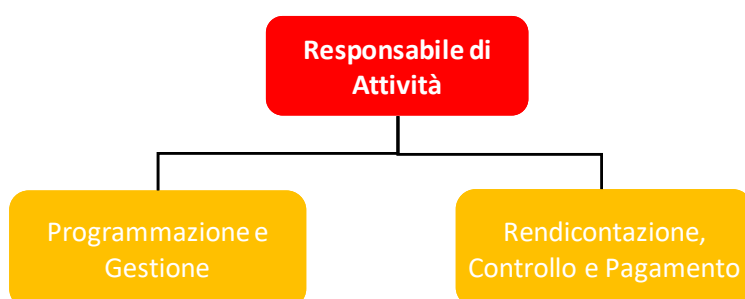 Responsabile di
Attività
Programmazione e
Gestione
Rendicontazione,
Controllo e Pagamento